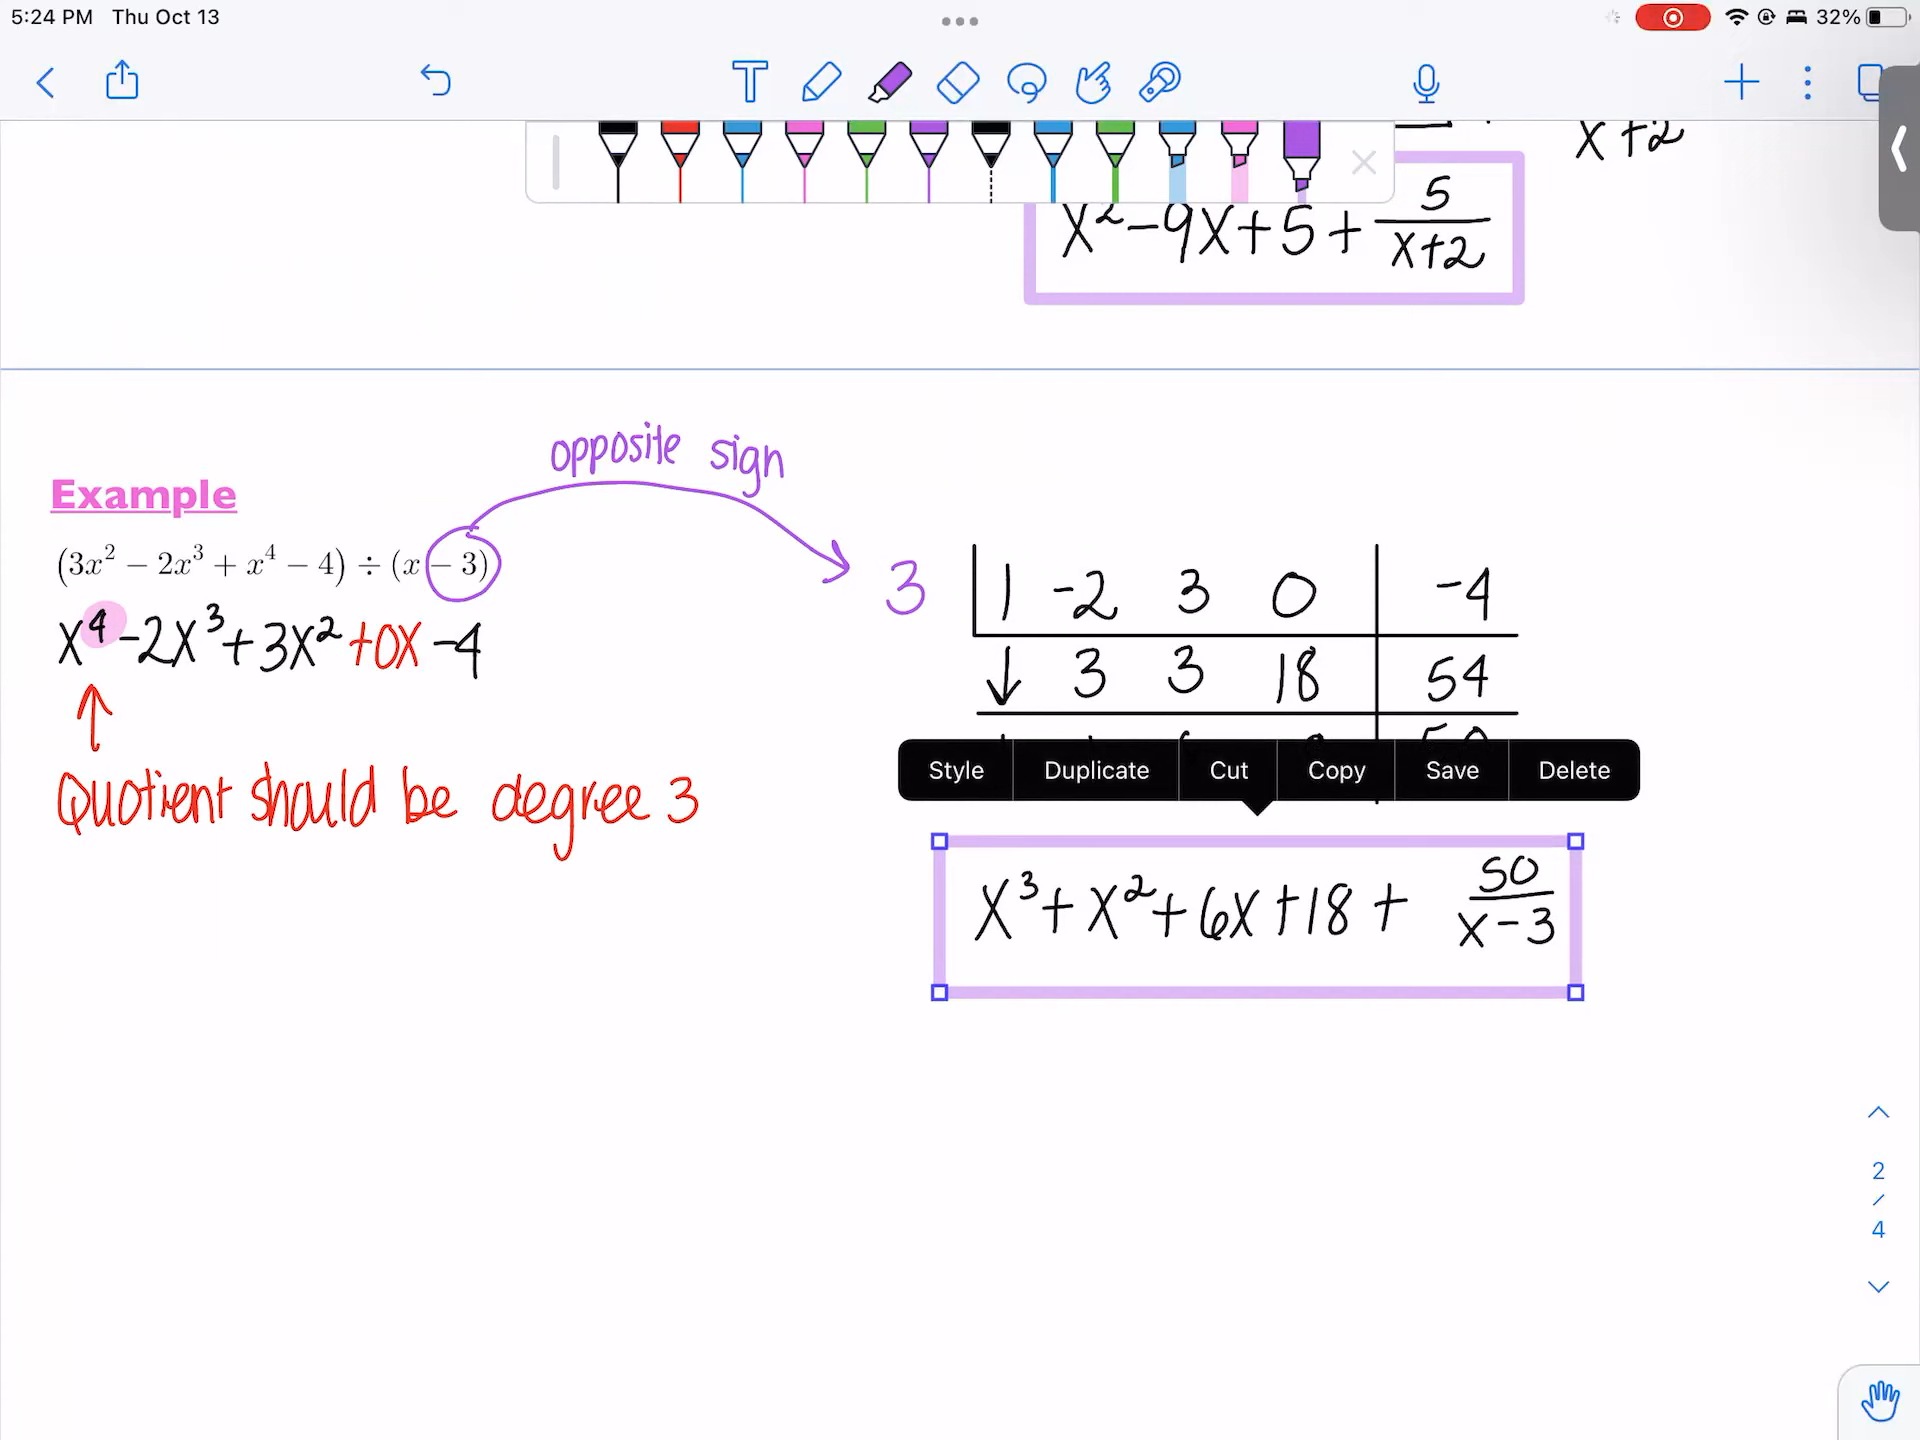 5:24 PM Thu Oct 13
32%
x+2
x² - 9x + 5 + 5/(x+2)
opposite sign
Example
(3x² − 2x³ + x⁴ − 4) ÷ (x − 3)
x⁴ - 2x³ + 3x² + 0x - 4
Quotient should be degree 3
3 1 -2 3 0 -4
↓ 3 3 18 54
Style Duplicate Cut Copy Save Delete
x³ + x² + 6x + 18 + 50/(x-3)
2
/
4